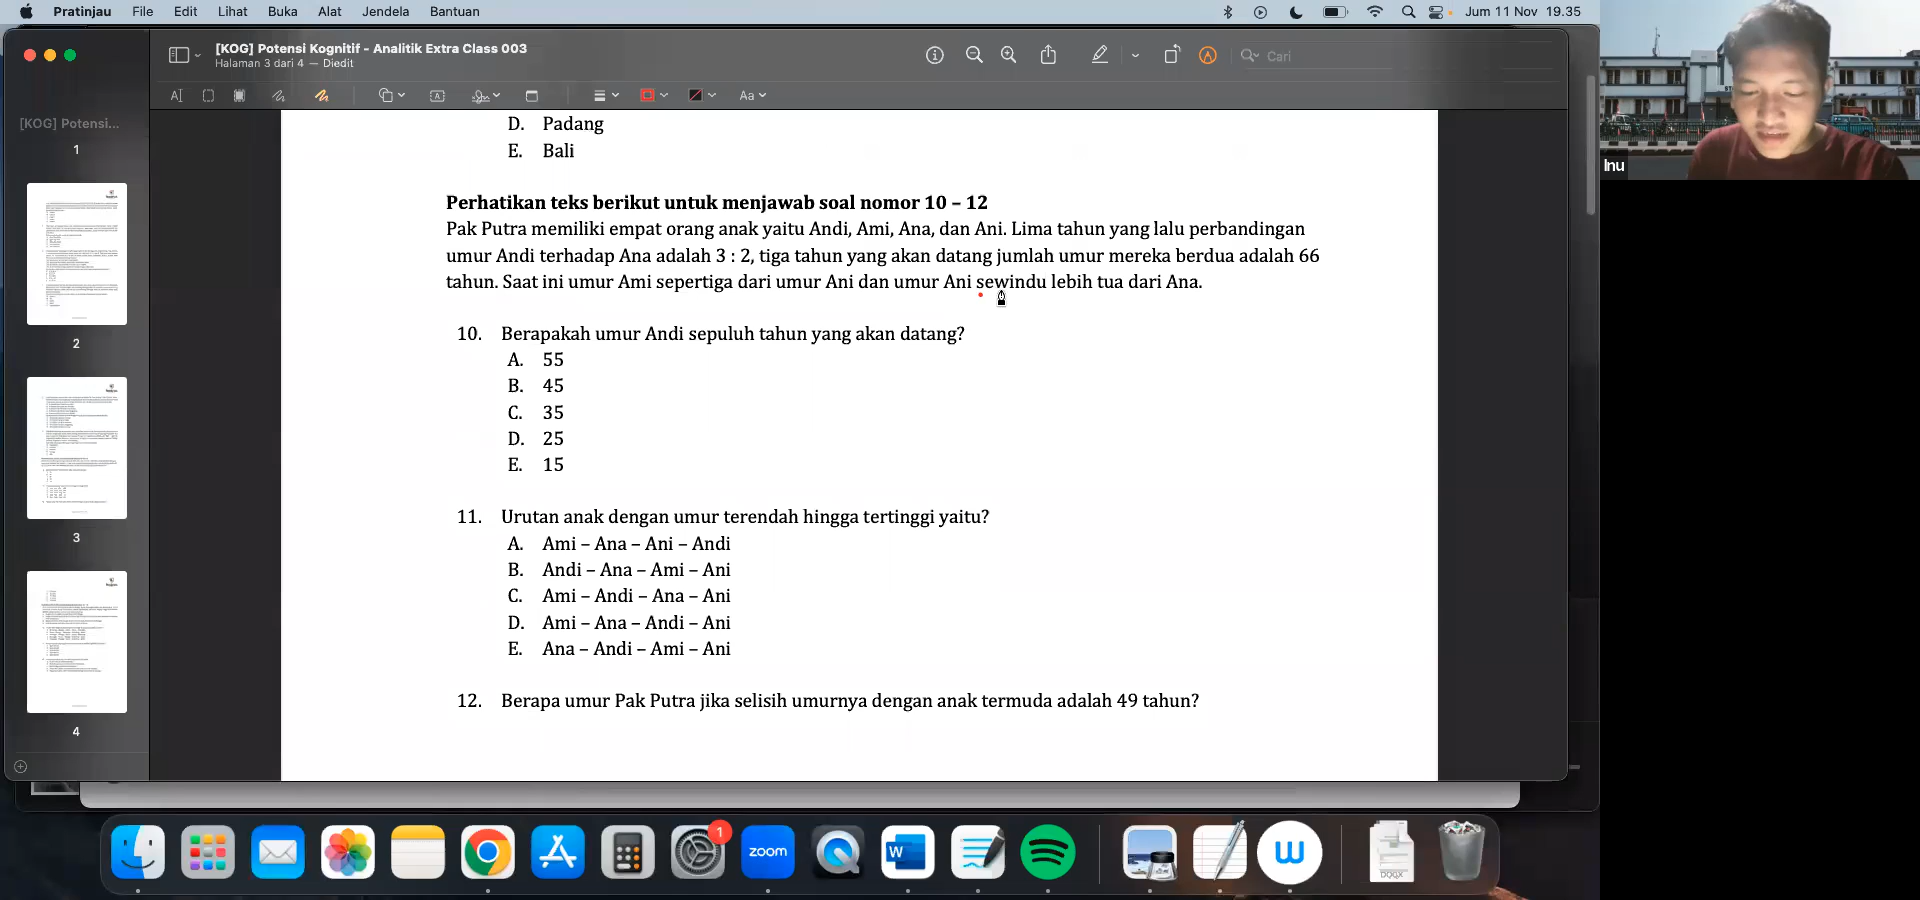 Pratinjau File Edit Lihat Buka Alat Jendela Bantuan Jum 11 Nov 19.35
[KOG] Potensi Kognitif - Analitik Extra Class 003
Halaman 3 dari 4 — Diedit
Cari
Aa
[KOG] Potensi...
1
2
3
4
D. Padang
E. Bali
Perhatikan teks berikut untuk menjawab soal nomor 10 – 12
Pak Putra memiliki empat orang anak yaitu Andi, Ami, Ana, dan Ani. Lima tahun yang lalu perbandingan
umur Andi terhadap Ana adalah 3 : 2, tiga tahun yang akan datang jumlah umur mereka berdua adalah 66
tahun. Saat ini umur Ami sepertiga dari umur Ani dan umur Ani sewindu lebih tua dari Ana.
10. Berapakah umur Andi sepuluh tahun yang akan datang?
A. 55
B. 45
C. 35
D. 25
E. 15
11. Urutan anak dengan umur terendah hingga tertinggi yaitu?
A. Ami – Ana – Ani – Andi
B. Andi – Ana – Ami – Ani
C. Ami – Andi – Ana – Ani
D. Ami – Ana – Andi – Ani
E. Ana – Andi – Ami – Ani
12. Berapa umur Pak Putra jika selisih umurnya dengan anak termuda adalah 49 tahun?
Inu
1
zoom
W
DOCX